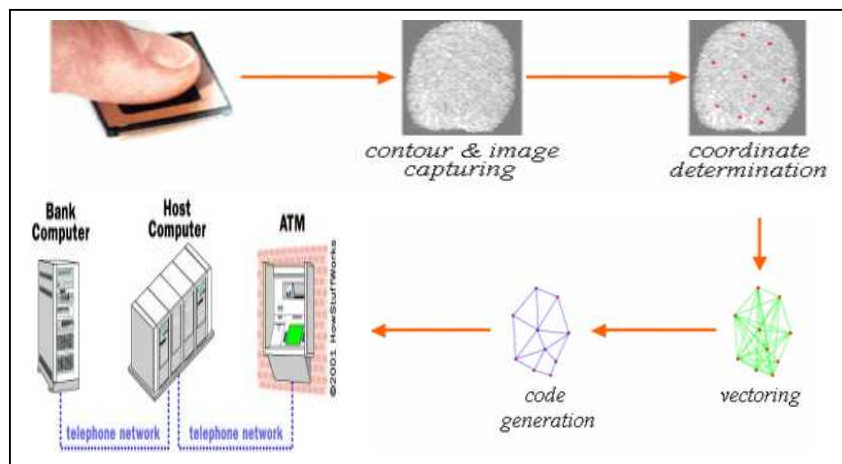 contour & image
capturing
coordinate
determination
Bank
Computer
Host
Computer
ATM
©2001 HowStuffWorks
code
generation
vectoring
telephone network
telephone network